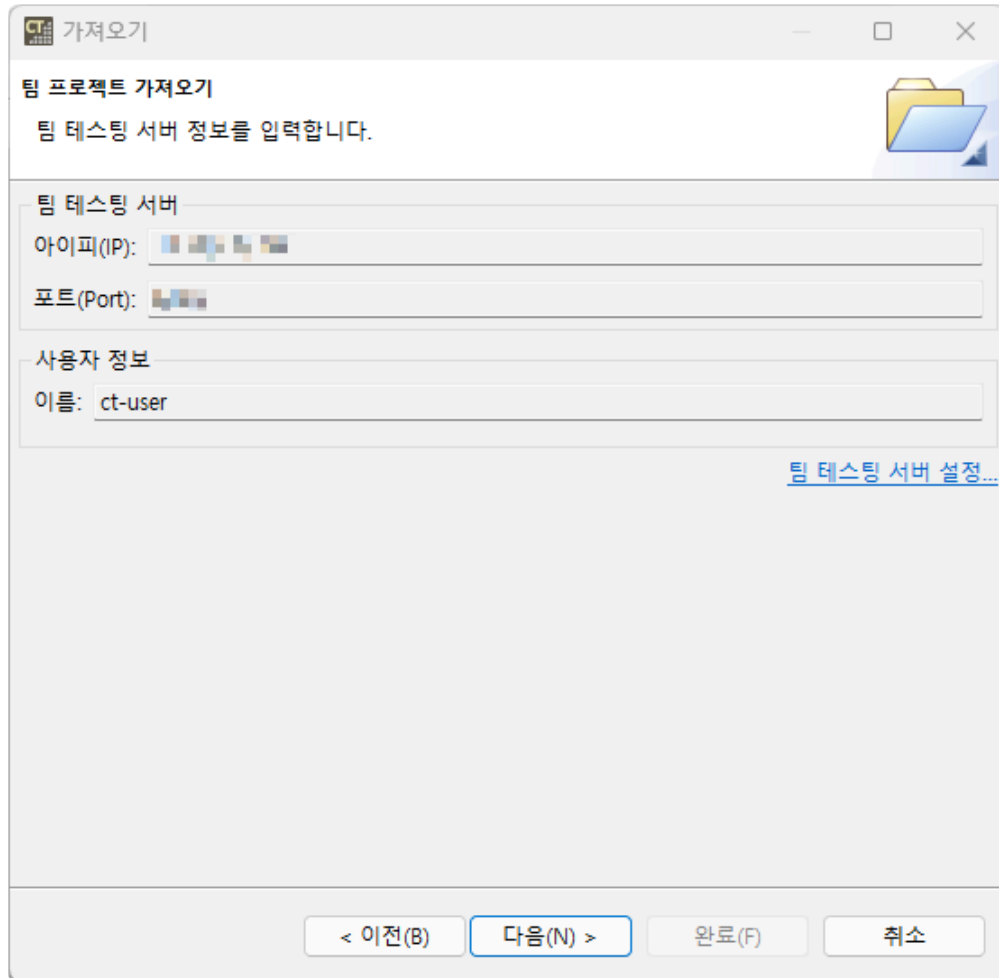 CT 가져오기
팀 프로젝트 가져오기
팀 테스팅 서버 정보를 입력합니다.
팀 테스팅 서버
아이피(IP):
포트(Port):
사용자 정보
이름: ct-user
팀 테스팅 서버 설정...
< 이전(B) 다음(N) > 완료(F) 취소